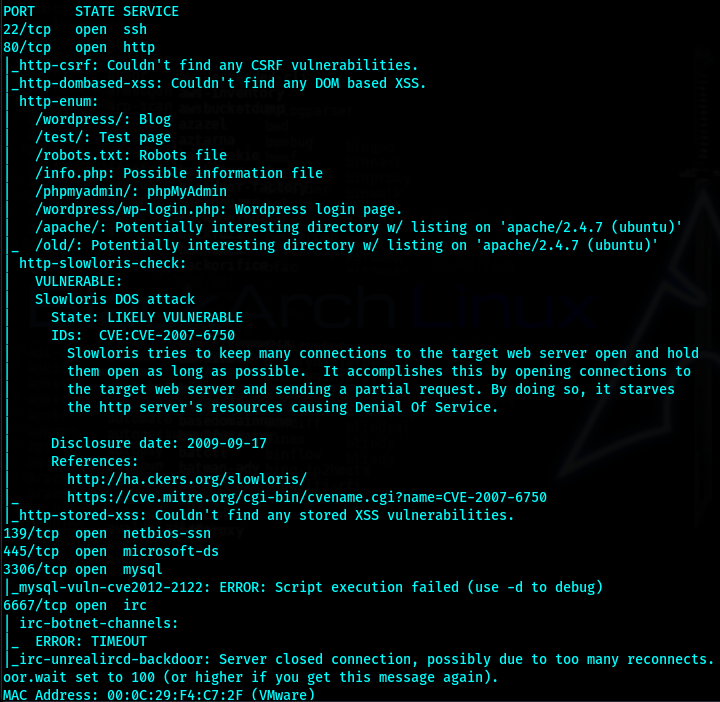 PORT     STATE SERVICE
22/tcp   open  ssh
80/tcp   open  http
|_http-csrf: Couldn't find any CSRF vulnerabilities.
|_http-dombased-xss: Couldn't find any DOM based XSS.
| http-enum:
|   /wordpress/: Blog
|   /test/: Test page
|   /robots.txt: Robots file
|   /info.php: Possible information file
|   /phpmyadmin/: phpMyAdmin
|   /wordpress/wp-login.php: Wordpress login page.
|   /apache/: Potentially interesting directory w/ listing on 'apache/2.4.7 (ubuntu)'
|_  /old/: Potentially interesting directory w/ listing on 'apache/2.4.7 (ubuntu)'
| http-slowloris-check:
|   VULNERABLE:
|   Slowloris DOS attack
|     State: LIKELY VULNERABLE
|     IDs:  CVE:CVE-2007-6750
|       Slowloris tries to keep many connections to the target web server open and hold
|       them open as long as possible.  It accomplishes this by opening connections to
|       the target web server and sending a partial request. By doing so, it starves
|       the http server's resources causing Denial Of Service.
|
|     Disclosure date: 2009-09-17
|     References:
|       http://ha.ckers.org/slowloris/
|_      https://cve.mitre.org/cgi-bin/cvename.cgi?name=CVE-2007-6750
|_http-stored-xss: Couldn't find any stored XSS vulnerabilities.
139/tcp  open  netbios-ssn
445/tcp  open  microsoft-ds
3306/tcp open  mysql
|_mysql-vuln-cve2012-2122: ERROR: Script execution failed (use -d to debug)
6667/tcp open  irc
| irc-botnet-channels:
|_  ERROR: TIMEOUT
|_irc-unrealircd-backdoor: Server closed connection, possibly due to too many reconnects.
oor.wait set to 100 (or higher if you get this message again).
MAC Address: 00:0C:29:F4:C7:2F (VMware)
Arch Linux